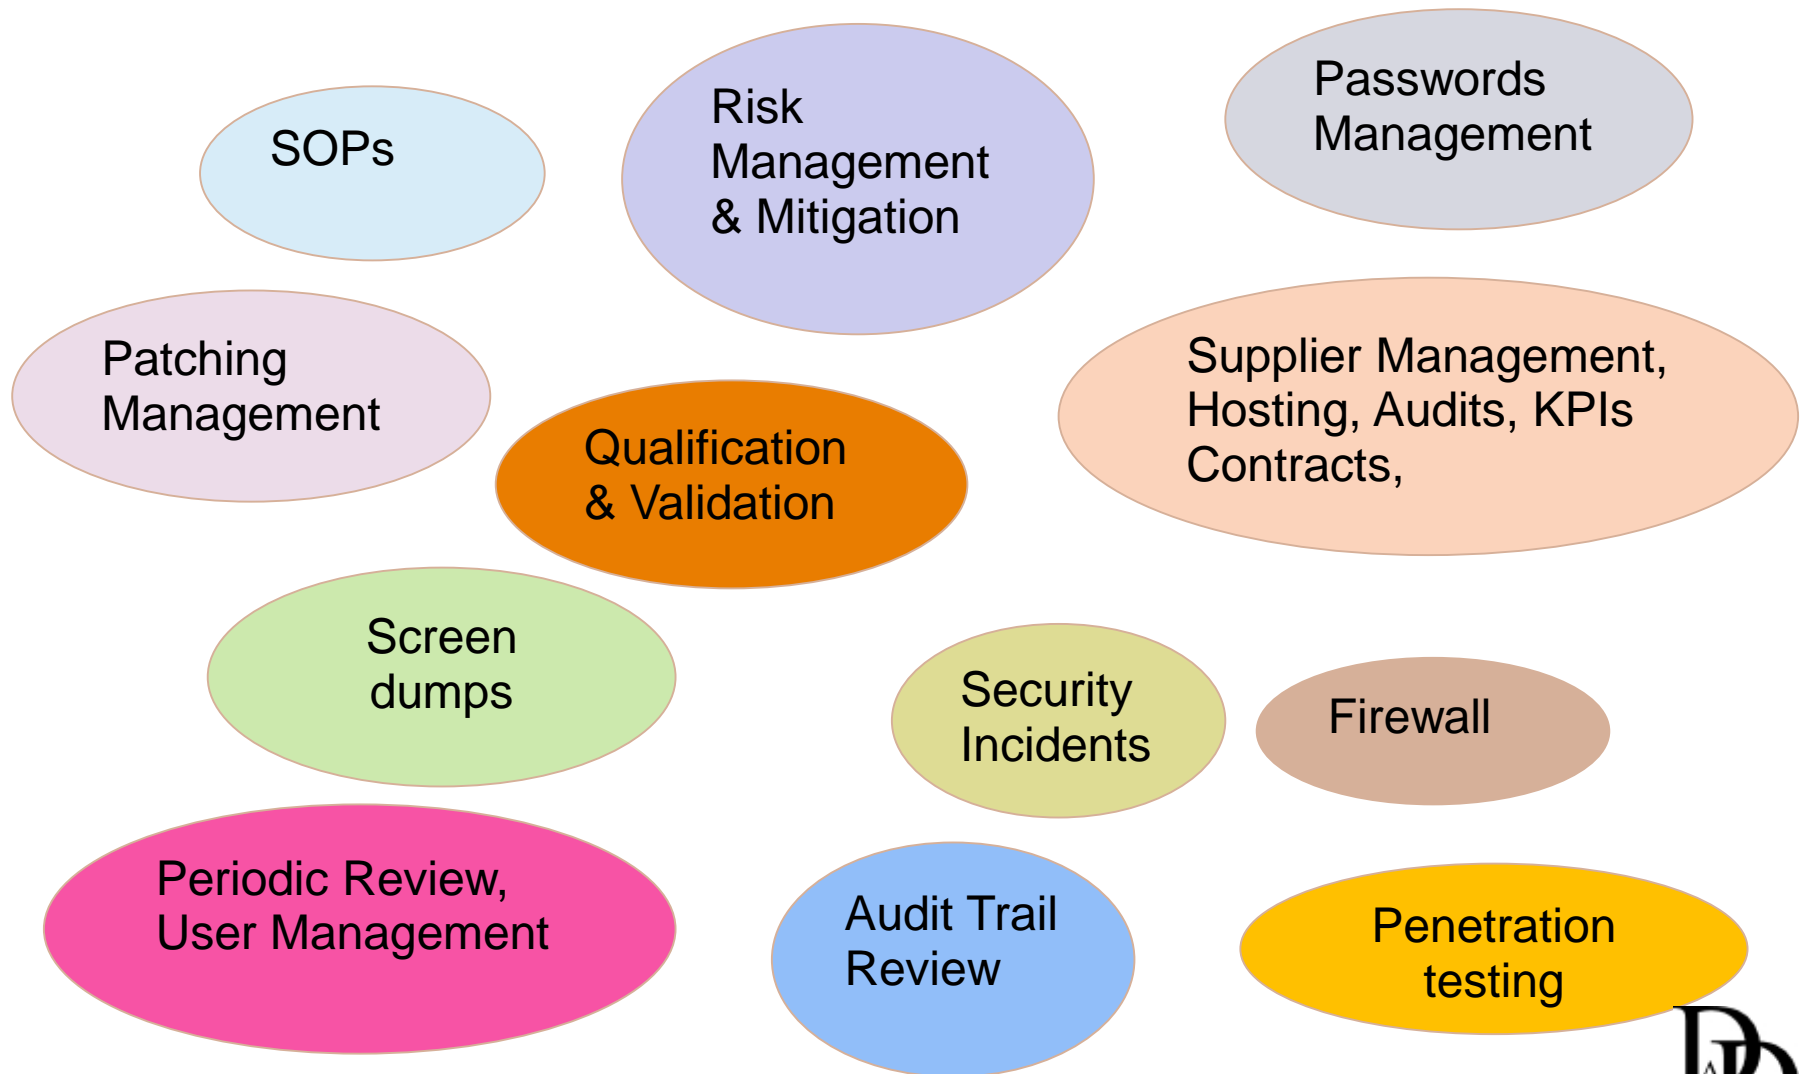 SOPs
Risk
Management
& Mitigation
Passwords
Management
Patching
Management
Qualification
& Validation
Supplier Management,
Hosting, Audits, KPIs
Contracts,
Screen
dumps
Security
Incidents
Firewall
Periodic Review,
User Management
Audit Trail
Review
Penetration
testing